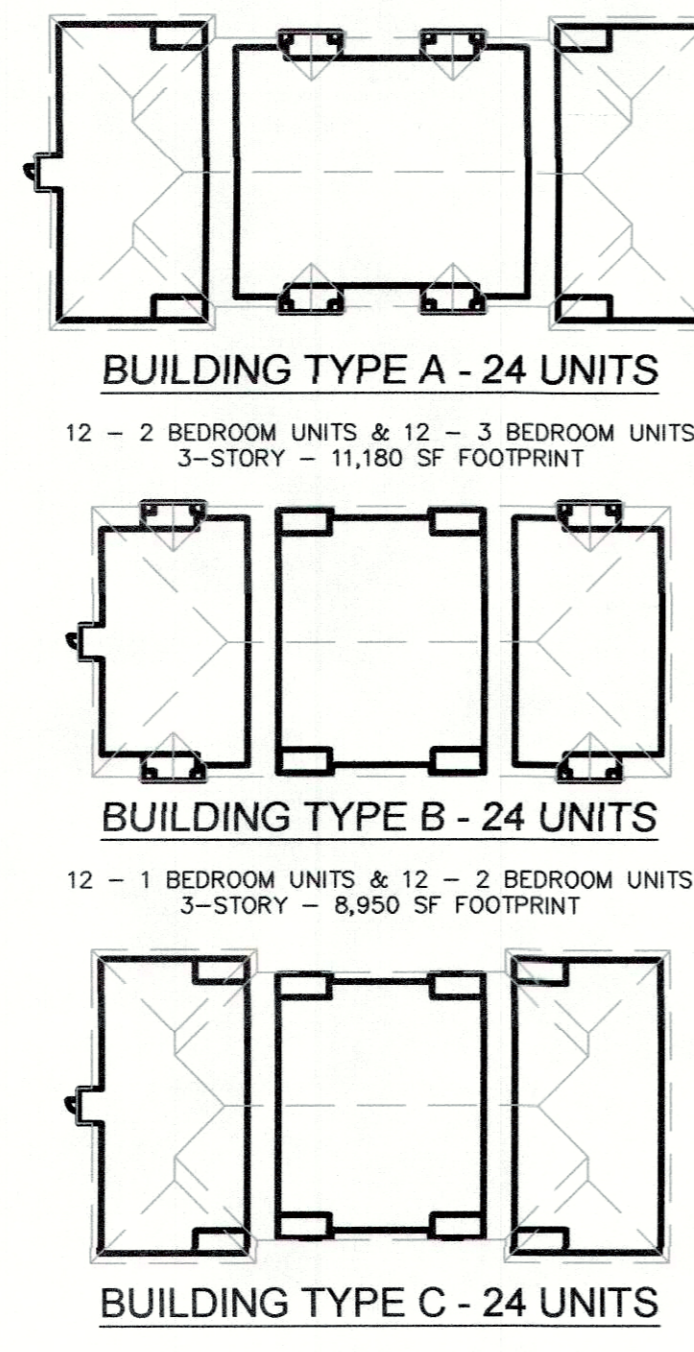 BUILDING TYPE A - 24 UNITS
12 - 2 BEDROOM UNITS & 12 - 3 BEDROOM UNITS
3-STORY - 11,180 SF FOOTPRINT
BUILDING TYPE B - 24 UNITS
12 - 1 BEDROOM UNITS & 12 - 2 BEDROOM UNITS
3-STORY - 8,950 SF FOOTPRINT
BUILDING TYPE C - 24 UNITS